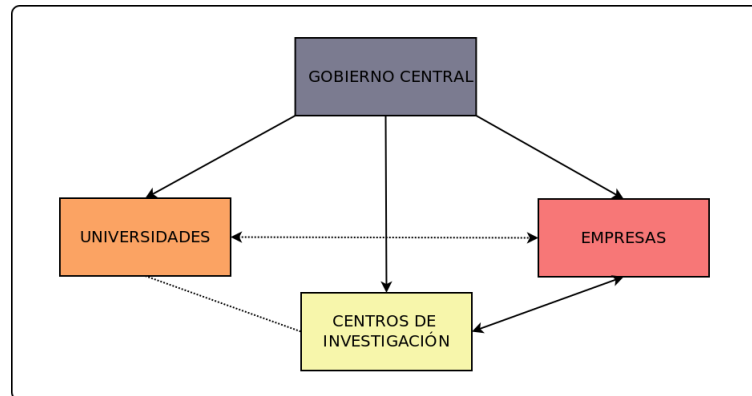 GOBIERNO CENTRAL
UNIVERSIDADES
EMPRESAS
CENTROS DE
INVESTIGACIÓN